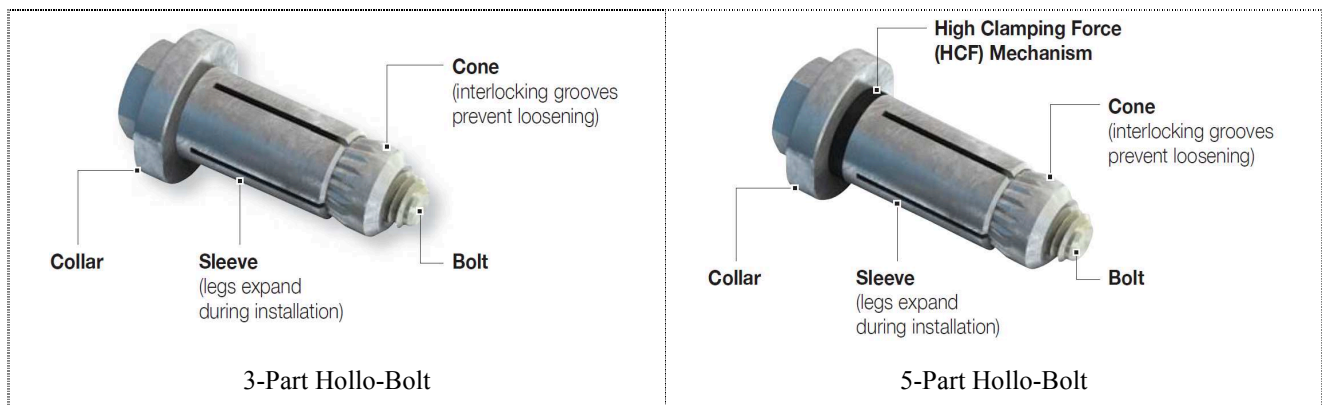 Cone
(interlocking grooves
prevent loosening)
Collar
Sleeve
(legs expand
during installation)
Bolt
3-Part Hollo-Bolt
High Clamping Force
(HCF) Mechanism
Cone
(interlocking grooves
prevent loosening)
Collar
Sleeve
(legs expand
during installation)
Bolt
5-Part Hollo-Bolt